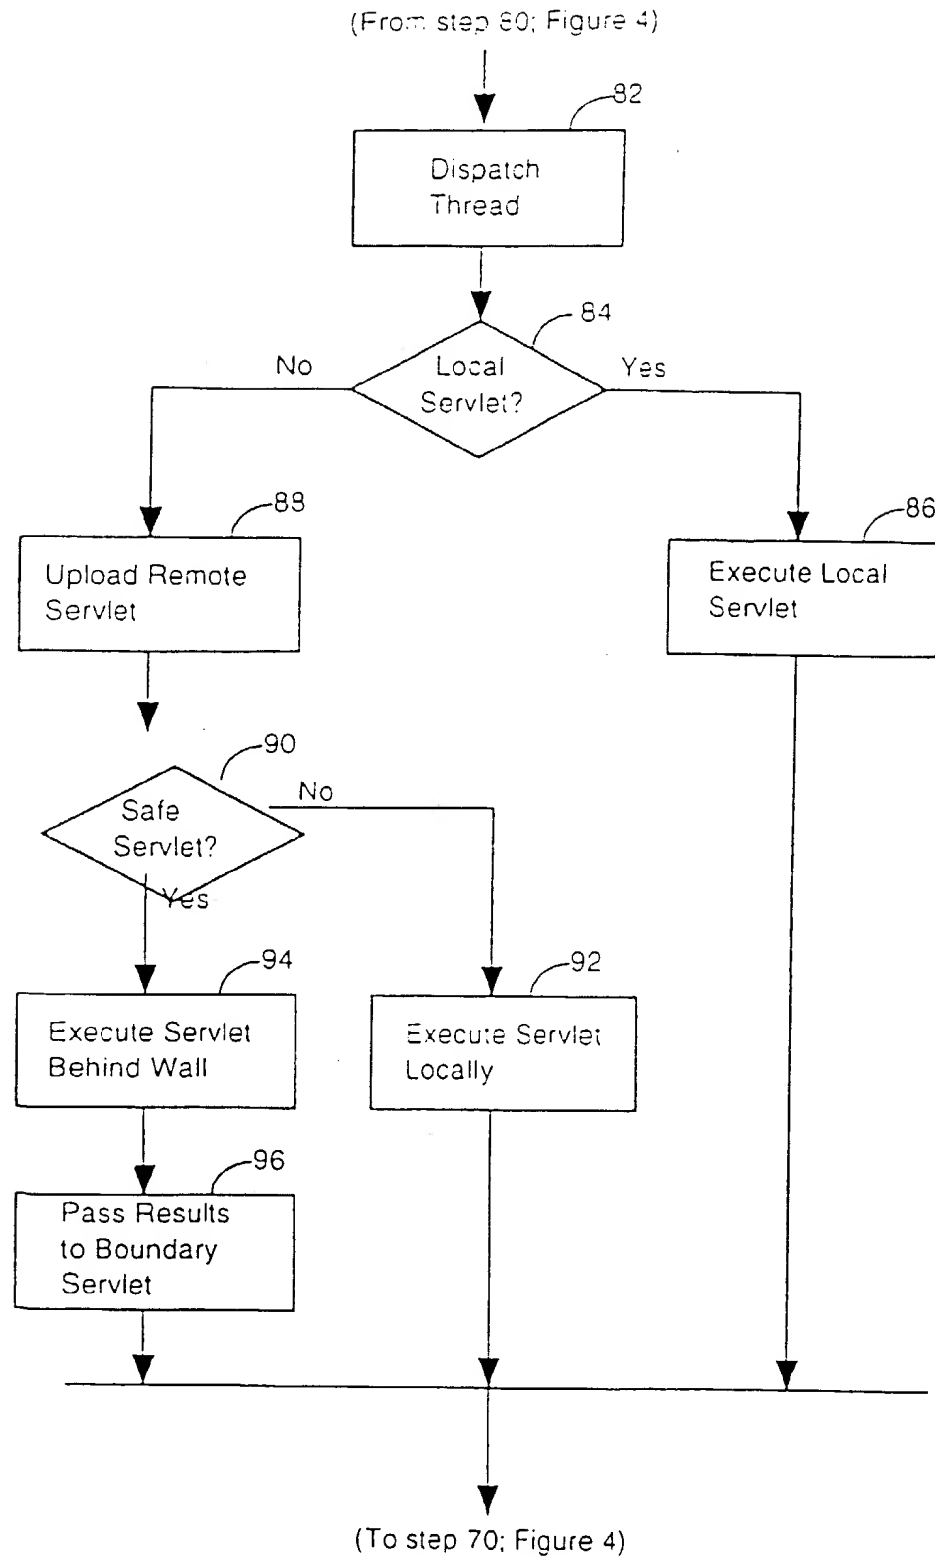 (From step 80; Figure 4)
82
Dispatch
Thread
84
No
Local
Servlet?
Yes
88
86
Upload Remote
Servlet
Execute Local
Servlet
90
Safe
Servlet?
No
Yes
94
92
Execute Servlet
Behind Wall
Execute Servlet
Locally
96
Pass Results
to Boundary
Servlet
(To step 70; Figure 4)